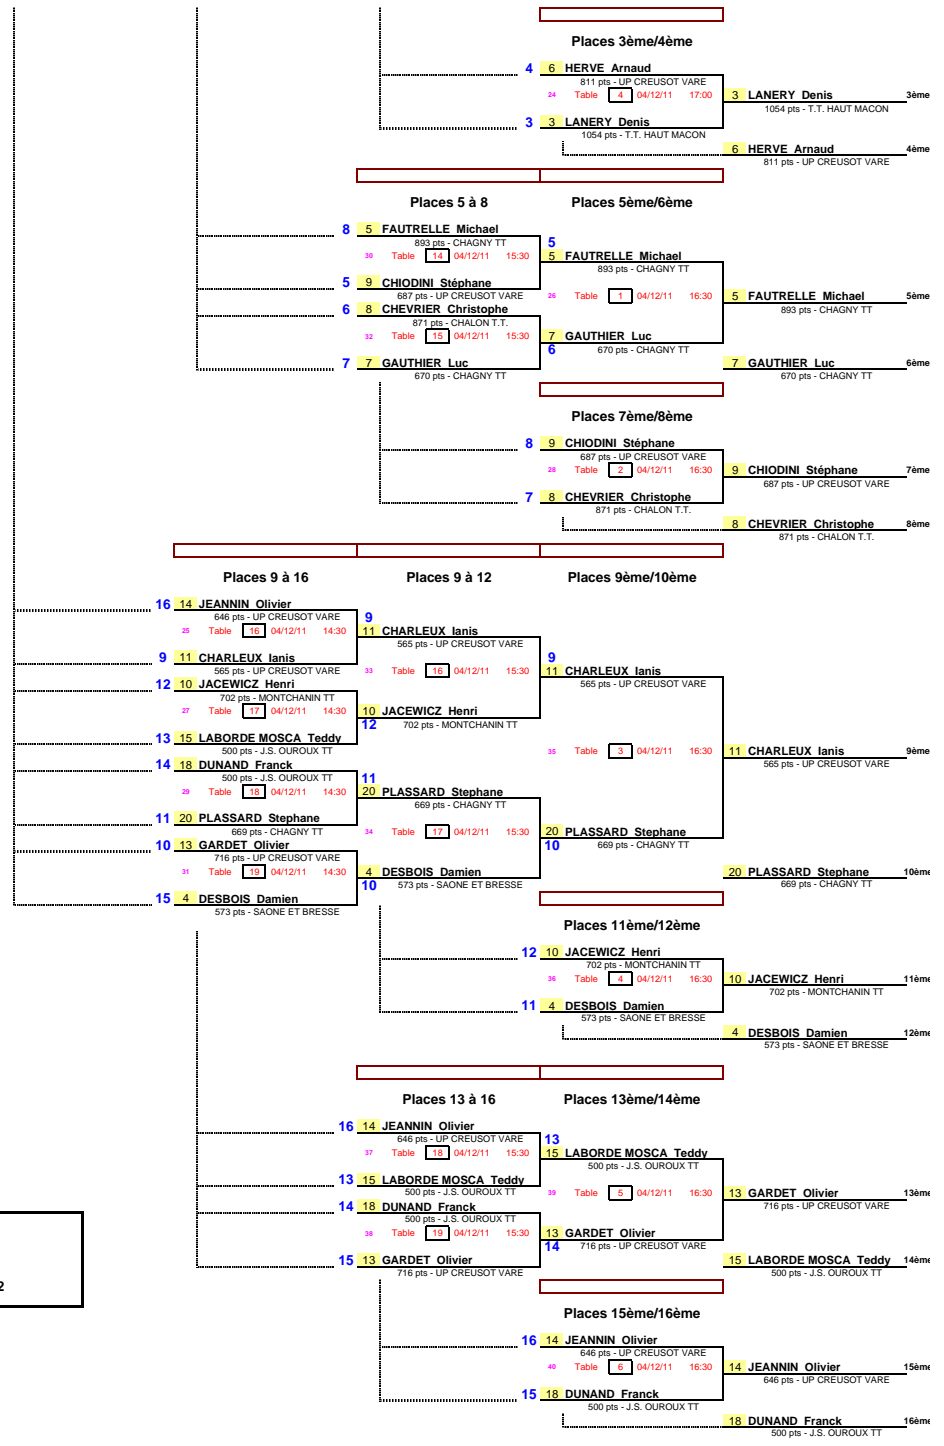 Places 3ème/4ème
4 6 HERVE Arnaud
811 pts - UP CREUSOT VARE
24 Table 4 04/12/11 17:00
3 LANERY Denis 3ème
1054 pts - T.T. HAUT MACON
3 3 LANERY Denis
1054 pts - T.T. HAUT MACON
6 HERVE Arnaud 4ème
811 pts - UP CREUSOT VARE
Places 5 à 8 Places 5ème/6ème
8 5 FAUTRELLE Michael
893 pts - CHAGNY TT
5
30 Table 14 04/12/11 15:30
5 FAUTRELLE Michael
893 pts - CHAGNY TT
5 9 CHIODINI Stéphane
687 pts - UP CREUSOT VARE
26 Table 1 04/12/11 16:30
5 FAUTRELLE Michael 5ème
893 pts - CHAGNY TT
6 8 CHEVRIER Christophe
871 pts - CHALON T.T.
32 Table 15 04/12/11 15:30
7 GAUTHIER Luc
6 670 pts - CHAGNY TT
7 7 GAUTHIER Luc
670 pts - CHAGNY TT
7 GAUTHIER Luc 6ème
670 pts - CHAGNY TT
Places 7ème/8ème
8 9 CHIODINI Stéphane
687 pts - UP CREUSOT VARE
28 Table 2 04/12/11 16:30
9 CHIODINI Stéphane 7ème
687 pts - UP CREUSOT VARE
7 8 CHEVRIER Christophe
871 pts - CHALON T.T.
8 CHEVRIER Christophe 8ème
871 pts - CHALON T.T.
Places 9 à 16 Places 9 à 12 Places 9ème/10ème
16 14 JEANNIN Olivier
646 pts - UP CREUSOT VARE
9
25 Table 16 04/12/11 14:30
11 CHARLEUX Ianis
565 pts - UP CREUSOT VARE
9 11 CHARLEUX Ianis
565 pts - UP CREUSOT VARE
33 Table 16 04/12/11 15:30
9
11 CHARLEUX Ianis
565 pts - UP CREUSOT VARE
12 10 JACEWICZ Henri
702 pts - MONTCHANIN TT
27 Table 17 04/12/11 14:30
10 JACEWICZ Henri
12 702 pts - MONTCHANIN TT
13 15 LABORDE MOSCA Teddy
500 pts - J.S. OUROUX TT
35 Table 3 04/12/11 16:30
11 CHARLEUX Ianis 9ème
565 pts - UP CREUSOT VARE
14 18 DUNAND Franck
500 pts - J.S. OUROUX TT
11
29 Table 18 04/12/11 14:30
20 PLASSARD Stephane
669 pts - CHAGNY TT
11 20 PLASSARD Stephane
669 pts - CHAGNY TT
34 Table 17 04/12/11 15:30
20 PLASSARD Stephane
10 669 pts - CHAGNY TT
10 13 GARDET Olivier
716 pts - UP CREUSOT VARE
31 Table 19 04/12/11 14:30
4 DESBOIS Damien
10 573 pts - SAONE ET BRESSE
20 PLASSARD Stephane 10ème
669 pts - CHAGNY TT
15 4 DESBOIS Damien
573 pts - SAONE ET BRESSE
Places 11ème/12ème
12 10 JACEWICZ Henri
702 pts - MONTCHANIN TT
36 Table 4 04/12/11 16:30
10 JACEWICZ Henri 11ème
702 pts - MONTCHANIN TT
11 4 DESBOIS Damien
573 pts - SAONE ET BRESSE
4 DESBOIS Damien 12ème
573 pts - SAONE ET BRESSE
Places 13 à 16 Places 13ème/14ème
16 14 JEANNIN Olivier
646 pts - UP CREUSOT VARE
13
37 Table 18 04/12/11 15:30
15 LABORDE MOSCA Teddy
500 pts - J.S. OUROUX TT
13 15 LABORDE MOSCA Teddy
500 pts - J.S. OUROUX TT
39 Table 5 04/12/11 16:30
13 GARDET Olivier 13ème
716 pts - UP CREUSOT VARE
14 18 DUNAND Franck
500 pts - J.S. OUROUX TT
38 Table 19 04/12/11 15:30
13 GARDET Olivier
14 716 pts - UP CREUSOT VARE
15 13 GARDET Olivier
716 pts - UP CREUSOT VARE
15 LABORDE MOSCA Teddy 14ème
500 pts - J.S. OUROUX TT
2
Places 15ème/16ème
16 14 JEANNIN Olivier
646 pts - UP CREUSOT VARE
40 Table 6 04/12/11 16:30
14 JEANNIN Olivier 15ème
646 pts - UP CREUSOT VARE
15 18 DUNAND Franck
500 pts - J.S. OUROUX TT
18 DUNAND Franck 16ème
500 pts - J.S. OUROUX TT